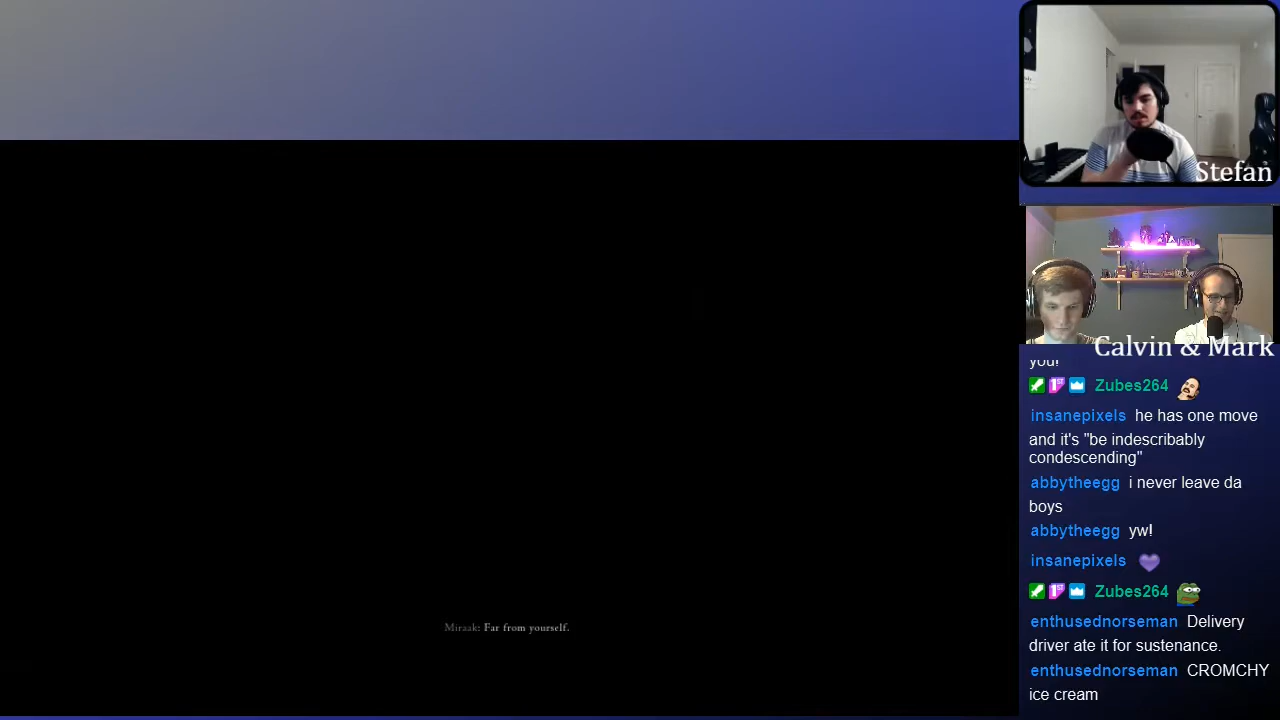 Stefan
Calvin & Mark
you!
Zubes264
insanepixels he has one move
and it's "be indescribably
condescending"
abbytheegg i never leave da
boys
abbytheegg yw!
insanepixels
Zubes264
enthusednorseman Delivery
driver ate it for sustenance.
enthusednorseman CROMCHY
ice cream
Miraak: Far from yourself.